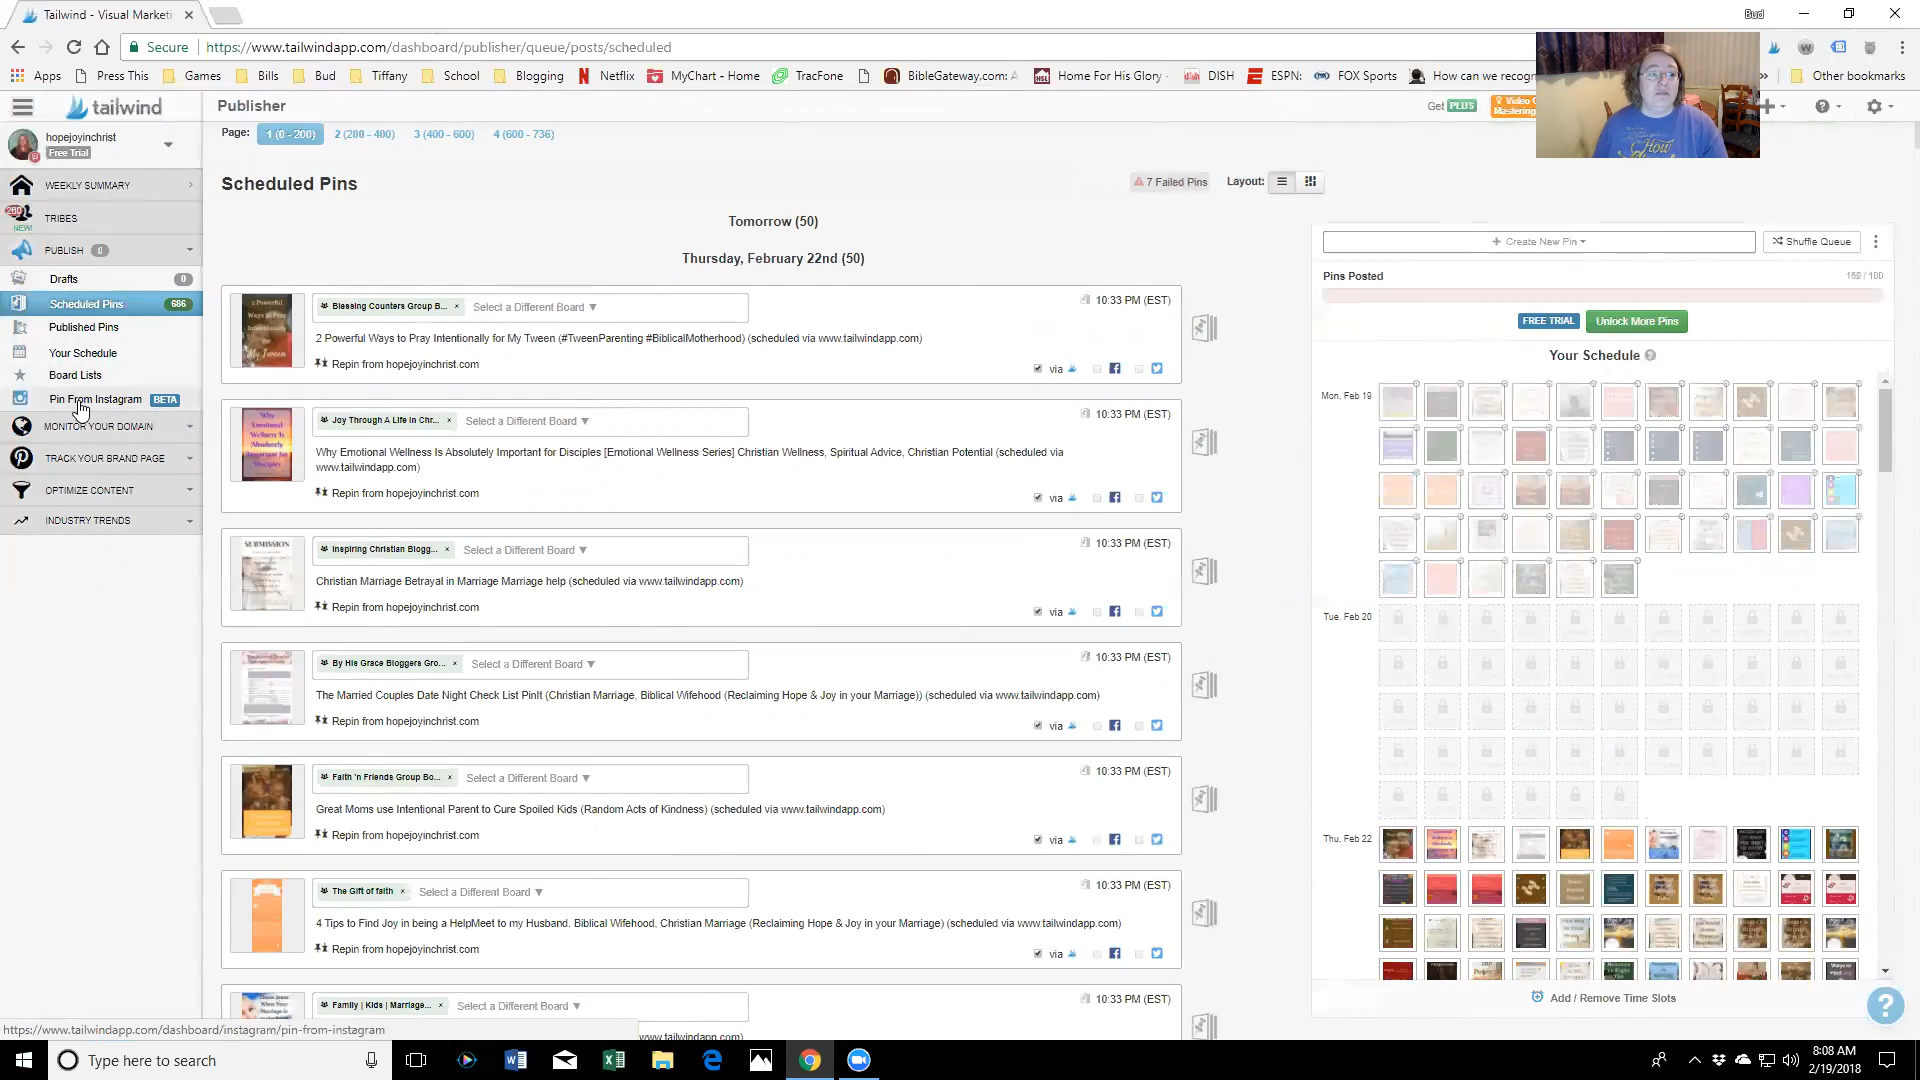 Tailwind - Visual Marketi
Bud
Secure https://www.tailwindapp.com/dashboard/publisher/queue/posts/scheduled
Apps Press This Games Bills Bud Tiffany School Blogging Netflix MyChart - Home TracFone BibleGateway.com: A Home For His Glory - DISH ESPN: FOX Sports How can we recogn Other bookmarks
tailwind
Publisher
Get PLUS
Video C
Mastering
Page: 1 (0 - 200) 2 (200 - 400) 3 (400 - 600) 4 (600 - 736)
hopejoyinchrist
Free Trial
WEEKLY SUMMARY
260
TRIBES
NEW!
PUBLISH 0
Drafts 0
Scheduled Pins 686
Published Pins
Your Schedule
Board Lists
Pin From Instagram BETA
MONITOR YOUR DOMAIN
TRACK YOUR BRAND PAGE
OPTIMIZE CONTENT
INDUSTRY TRENDS
Scheduled Pins
7 Failed Pins Layout:
Tomorrow (50)
Thursday, February 22nd (50)
Blessing Counters Group B... × Select a Different Board ▼ 10:33 PM (EST)
2 Powerful Ways to Pray Intentionally for My Tween (#TweenParenting #BiblicalMotherhood) (scheduled via www.tailwindapp.com)
Repin from hopejoyinchrist.com
via
Joy Through A Life in Chr... × Select a Different Board ▼ 10:33 PM (EST)
Why Emotional Wellness Is Absolutely Important for Disciples [Emotional Wellness Series] Christian Wellness, Spiritual Advice, Christian Potential (scheduled via
www.tailwindapp.com)
Repin from hopejoyinchrist.com
via
SUBMISSION
Inspiring Christian Blogg... × Select a Different Board ▼ 10:33 PM (EST)
Christian Marriage Betrayal in Marriage Marriage help (scheduled via www.tailwindapp.com)
Repin from hopejoyinchrist.com
via
By His Grace Bloggers Gro... × Select a Different Board ▼ 10:33 PM (EST)
The Married Couples Date Night Check List PinIt (Christian Marriage, Biblical Wifehood (Reclaiming Hope & Joy in your Marriage)) (scheduled via www.tailwindapp.com)
Repin from hopejoyinchrist.com
via
Faith 'n Friends Group Bo... × Select a Different Board ▼ 10:33 PM (EST)
Great Moms use Intentional Parent to Cure Spoiled Kids (Random Acts of Kindness) (scheduled via www.tailwindapp.com)
Repin from hopejoyinchrist.com
via
The Gift of faith × Select a Different Board ▼ 10:33 PM (EST)
4 Tips to Find Joy in being a HelpMeet to my Husband. Biblical Wifehood, Christian Marriage (Reclaiming Hope & Joy in your Marriage) (scheduled via www.tailwindapp.com)
Repin from hopejoyinchrist.com
via
Family | Kids | Marriage... × Select a Different Board ▼ 10:33 PM (EST)
www.tailwindapp.com)
+ Create New Pin
Shuffle Queue
Pins Posted 150 / 100
FREE TRIAL Unlock More Pins
Your Schedule
Mon, Feb 19
Tue, Feb 20
Thu, Feb 22
Add / Remove Time Slots
https://www.tailwindapp.com/dashboard/instagram/pin-from-instagram
Type here to search
8:08 AM
2/19/2018